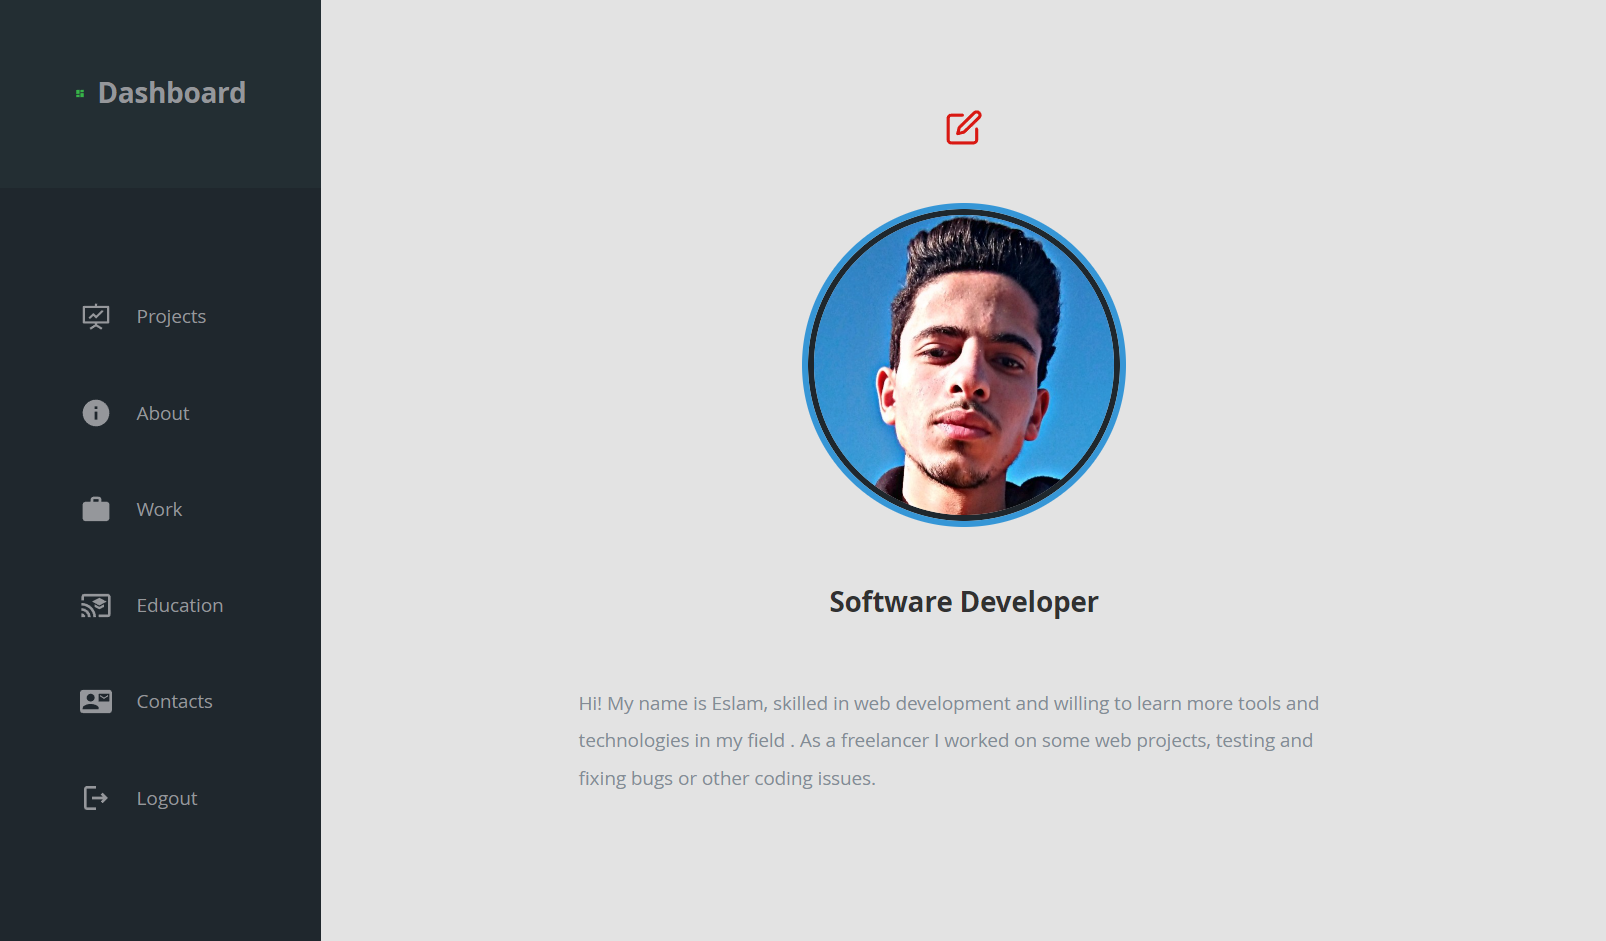 Dashboard
Projects
About
Work
Education
Contacts
Logout
Software Developer
Hi! My name is Eslam, skilled in web development and willing to learn more tools and
technologies in my field . As a freelancer I worked on some web projects, testing and
fixing bugs or other coding issues.